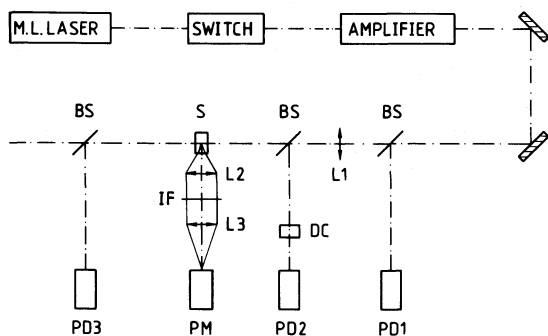 M.L. LASER SWITCH AMPLIFIER
BS S BS BS
L2 L1
IF
L3 DC
PD3 PM PD2 PD1